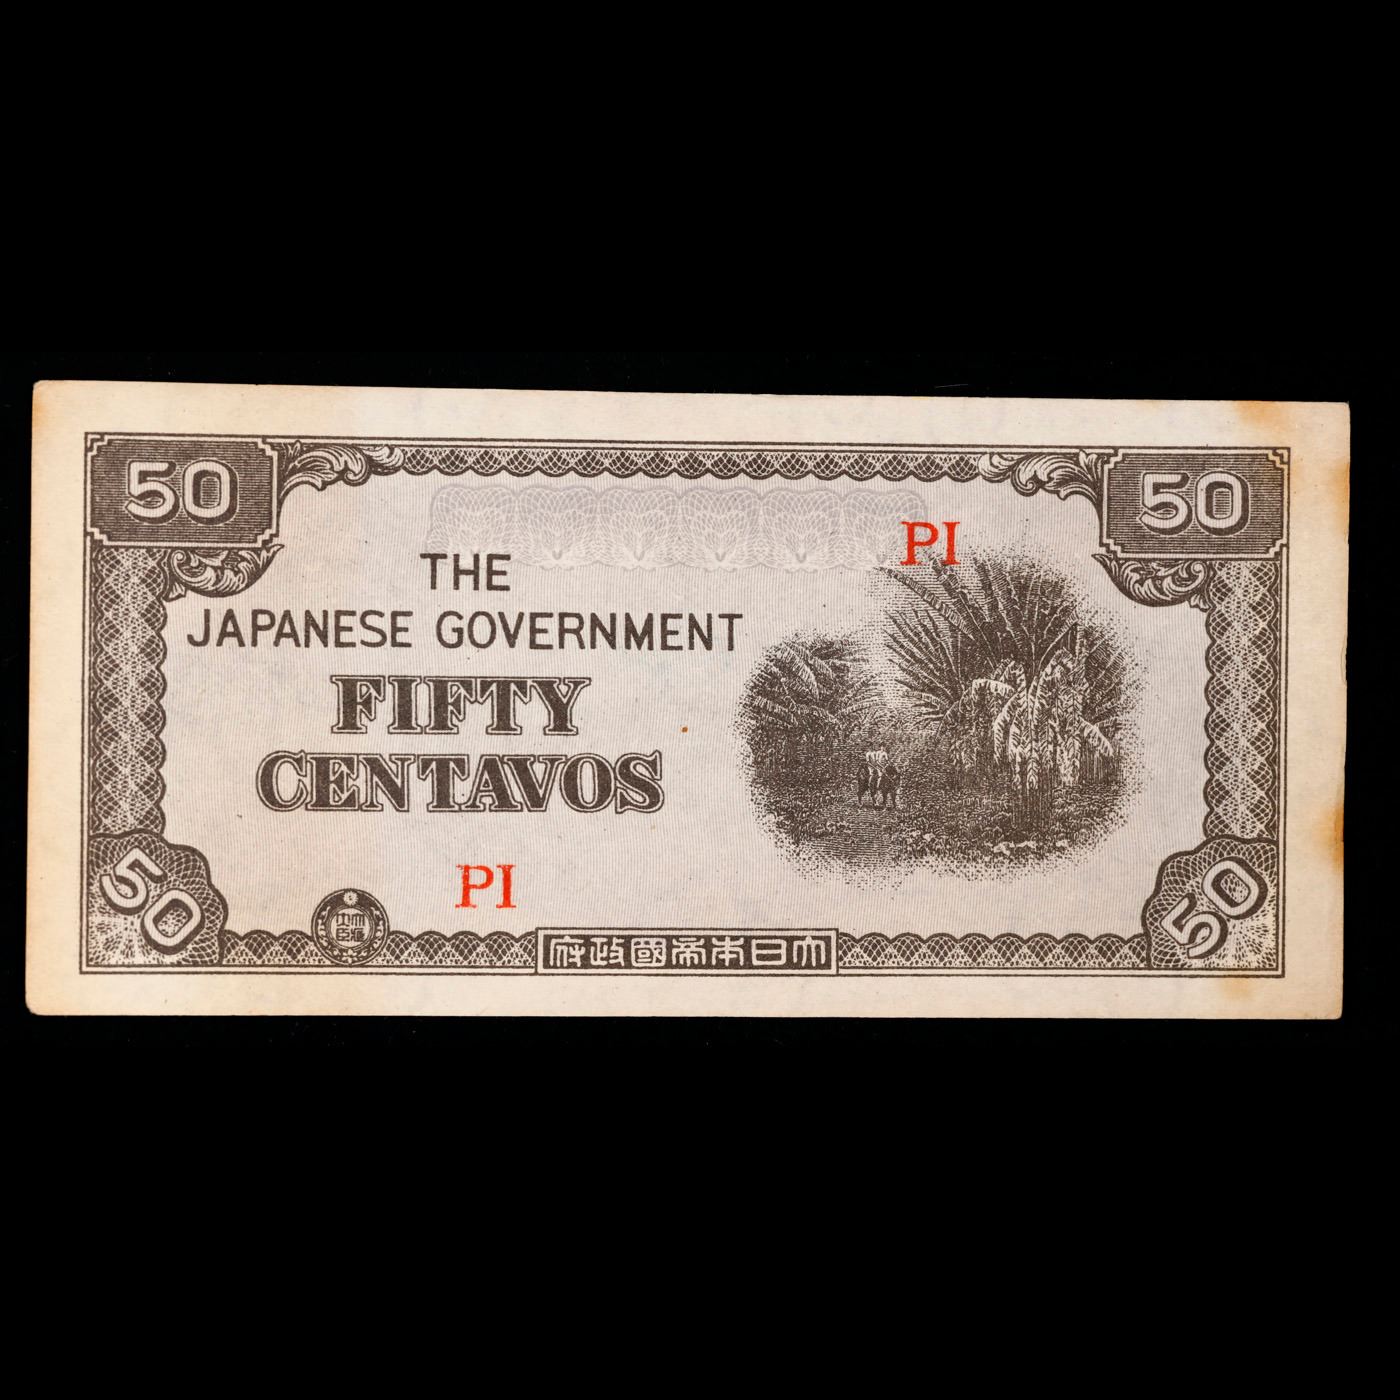 50
50
PI
THE
JAPANESE GOVERNMENT
FIFTY
CENTAVOS
PI
50
50
府政國帝本日大